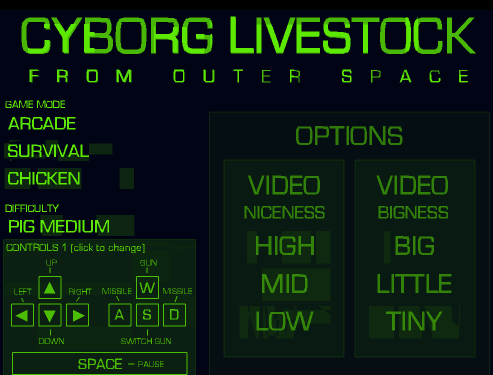 CYBORG LIVESTOCK
FROM OUTER SPACE
GAME MODE
ARCADE
SURVIVAL
CHICKEN
DIFFICULTY
PIG MEDIUM
CONTROLS 1 [click to change]
UP
GUN
W
LEFT
RIGHT
MISSILE
MISSILE
A
S
D
DOWN
SWITCH GUN
SPACE - PAUSE
OPTIONS
VIDEO
NICENESS
HIGH
MID
LOW
VIDEO
BIGNESS
BIG
LITTLE
TINY